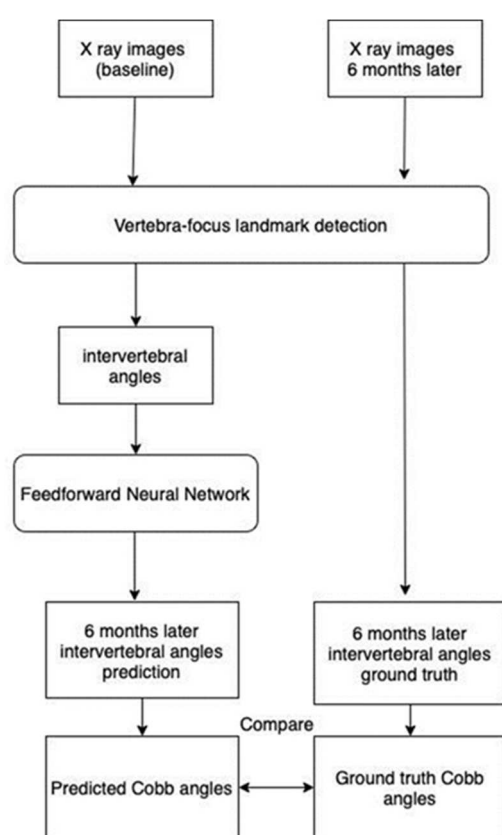 X ray images
(baseline)
X ray images
6 months later
Vertebra-focus landmark detection
intervertebral
angles
Feedforward Neural Network
6 months later
intervertebral angles
prediction
6 months later
intervertebral angles
ground truth
Compare
Predicted Cobb angles
Ground truth Cobb
angles